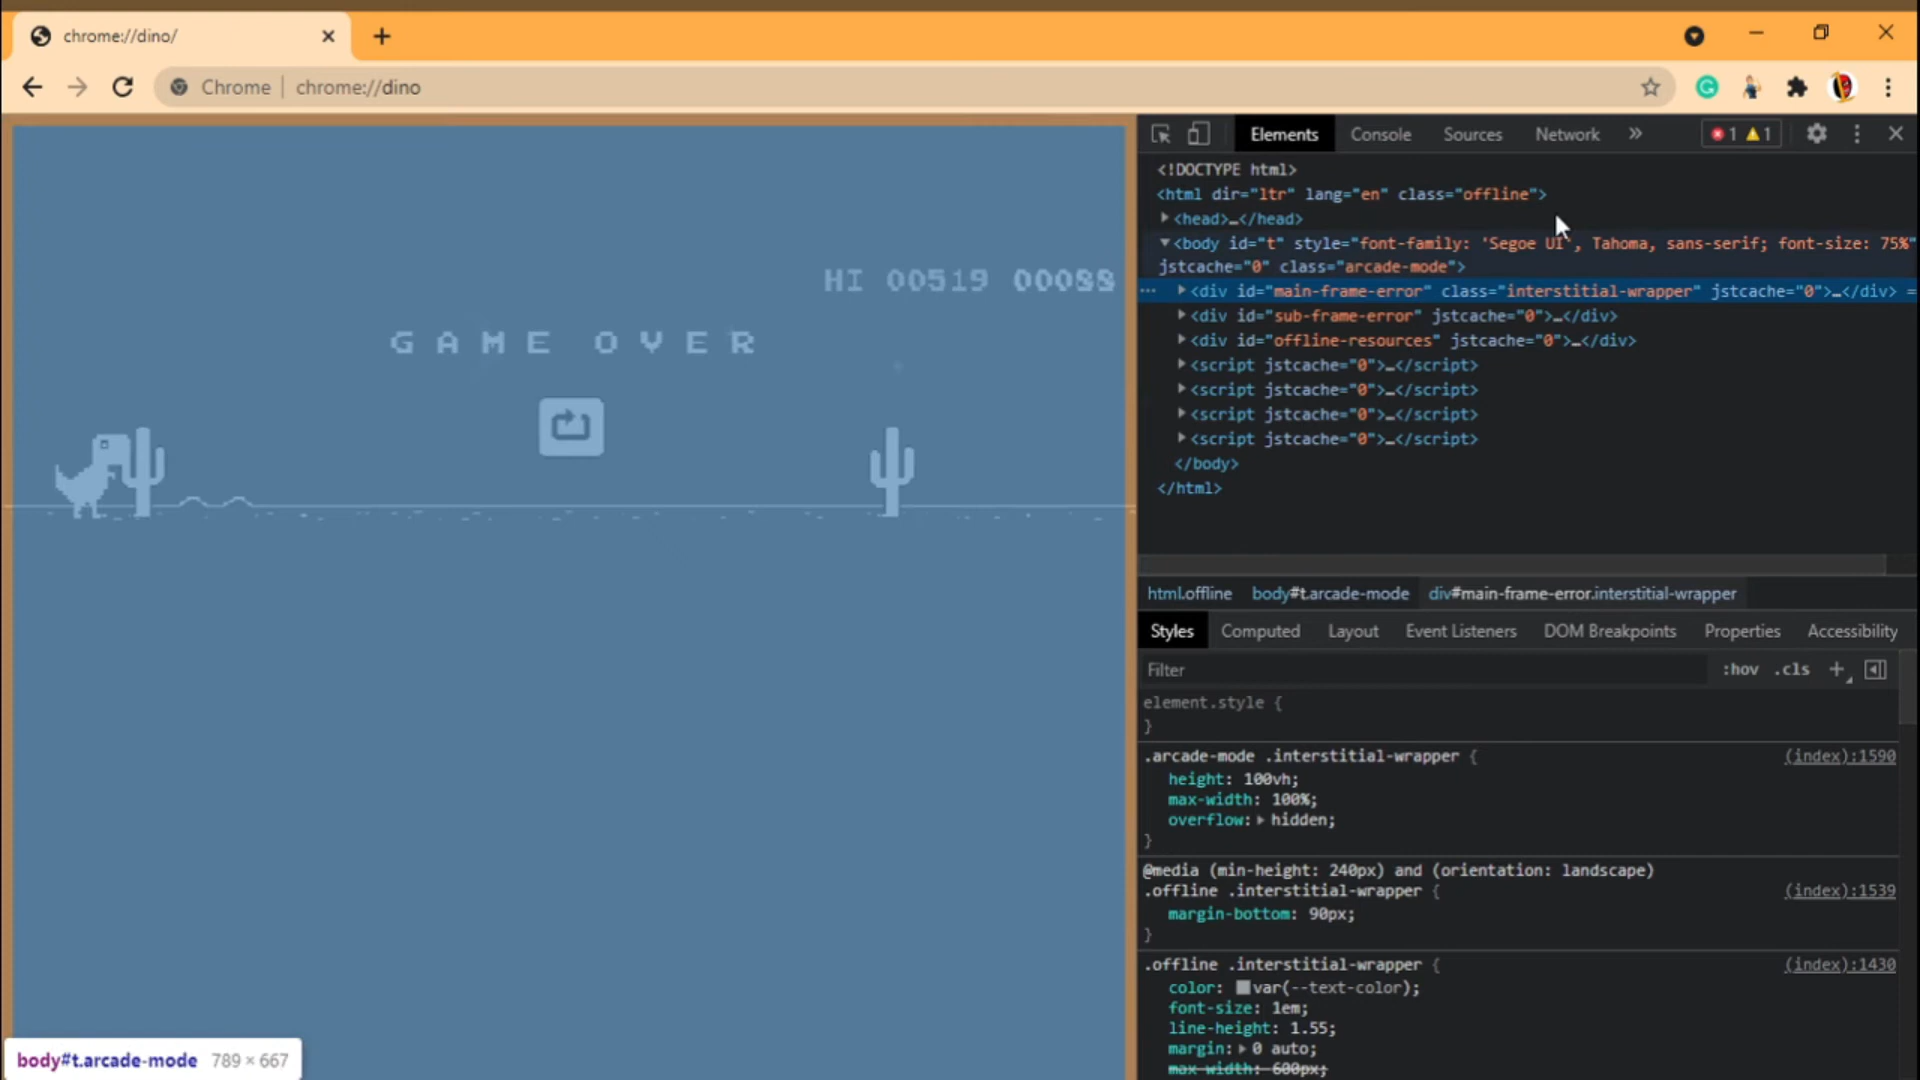 chrome://dino/
Chrome | chrome://dino
Elements Console Sources Network » 1 1
<!DOCTYPE html>
<html dir="ltr" lang="en" class="offline">
<head>…</head>
<body id="t" style="font-family: 'Segoe UI', Tahoma, sans-serif; font-size: 75%"
jstcache="0" class="arcade-mode">
<div id="main-frame-error" class="interstitial-wrapper" jstcache="0">…</div> =
<div id="sub-frame-error" jstcache="0">…</div>
<div id="offline-resources" jstcache="0">…</div>
<script jstcache="0">…</script>
<script jstcache="0">…</script>
<script jstcache="0">…</script>
<script jstcache="0">…</script>
</body>
</html>
HI 00519 00088
GAME OVER
html.offline body#t.arcade-mode div#main-frame-error.interstitial-wrapper
Styles Computed Layout Event Listeners DOM Breakpoints Properties Accessibility
Filter :hov .cls +
element.style {
}
.arcade-mode .interstitial-wrapper { (index):1590
height: 100vh;
max-width: 100%;
overflow: hidden;
}
@media (min-height: 240px) and (orientation: landscape)
.offline .interstitial-wrapper { (index):1539
margin-bottom: 90px;
}
.offline .interstitial-wrapper { (index):1430
color: var(--text-color);
font-size: 1em;
line-height: 1.55;
margin: 0 auto;
max-width: 600px;
body#t.arcade-mode 789 × 667